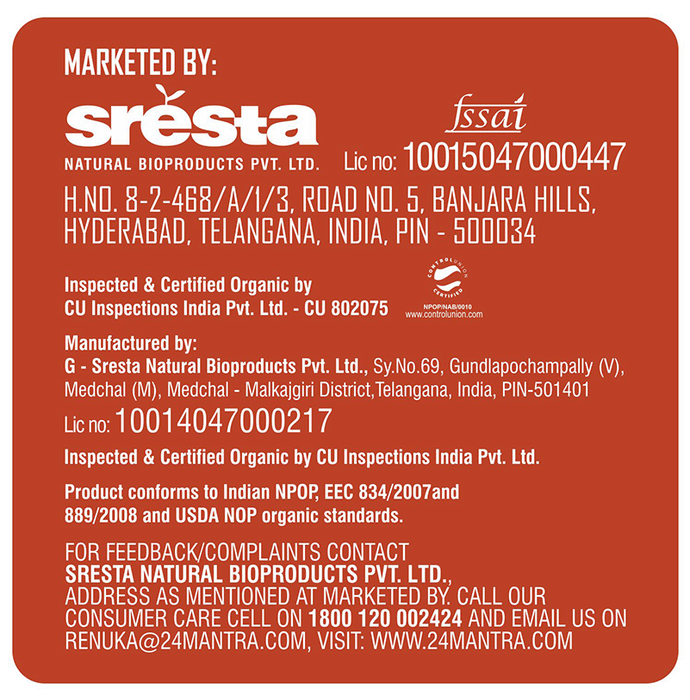 MARKETED BY:
srėsta
NATURAL BIOPRODUCTS PVT. LTD.
fssai
Lic no: 10015047000447
H.NO. 8-2-468/A/1/3, ROAD NO. 5, BANJARA HILLS,
HYDERABAD, TELANGANA, INDIA, PIN - 500034
Inspected & Certified Organic by
CU Inspections India Pvt. Ltd. - CU 802075
CONTROL UNION
CERTIFIED
NPOP/NAB/0010
www.controlunion.com
Manufactured by:
G - Sresta Natural Bioproducts Pvt. Ltd., Sy.No.69, Gundlapochampally (V),
Medchal (M), Medchal - Malkajgiri District,Telangana, India, PIN-501401
Lic no: 10014047000217
Inspected & Certified Organic by CU Inspections India Pvt. Ltd.
Product conforms to Indian NPOP, EEC 834/2007and
889/2008 and USDA NOP organic standards.
FOR FEEDBACK/COMPLAINTS CONTACT
SRESTA NATURAL BIOPRODUCTS PVT. LTD.,
ADDRESS AS MENTIONED AT MARKETED BY. CALL OUR
CONSUMER CARE CELL ON 1800 120 002424 AND EMAIL US ON
RENUKA@24MANTRA.COM, VISIT: WWW.24MANTRA.COM